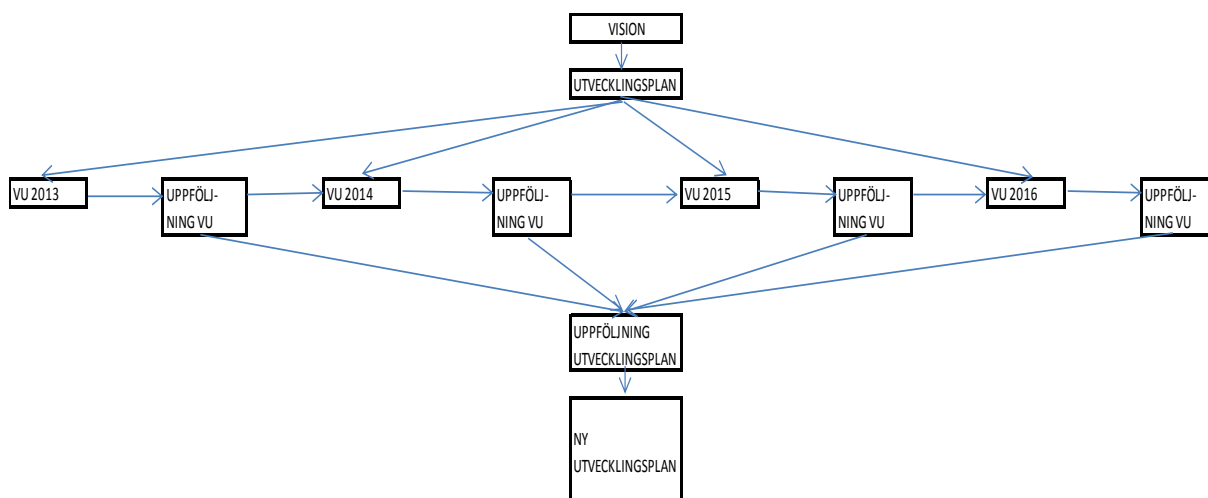 VISION
UTVECKLINGSPLAN
VU 2013
UPPFÖLJ-
NING VU
VU 2014
UPPFÖLJ-
NING VU
VU 2015
UPPFÖLJ-
NING VU
VU 2016
UPPFÖLJ-
NING VU
UPPFÖLJNING
UTVECKLINGSPLAN
NY
UTVECKLINGSPLAN